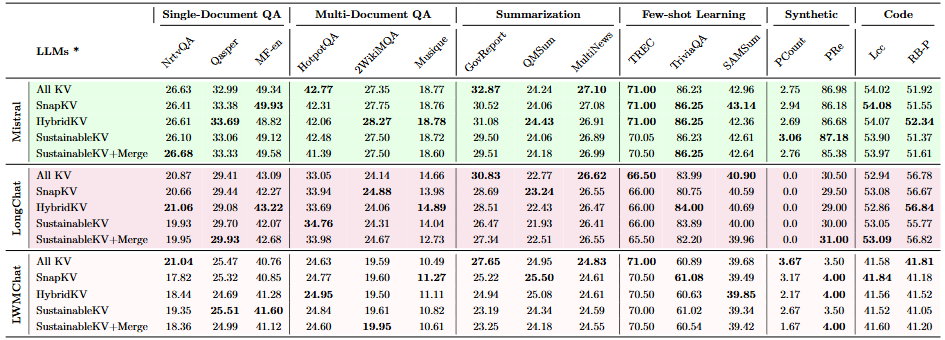 Single-Document QA Multi-Document QA Summarization Few-shot Learning Synthetic Code
LLMs * NrtvQA Qasper MF-en HotpotQA 2WikiMQA Musique GovReport QMSum MultiNews TREC TriviaQA SAMSum PCount PRe Lcc RB-P
Mistral
All KV 26.63 32.99 49.34 42.77 27.35 18.77 32.87 24.24 27.10 71.00 86.23 42.96 2.75 86.98 54.02 51.92
SnapKV 26.41 33.38 49.93 42.31 27.75 18.76 30.52 24.06 27.08 71.00 86.25 43.14 2.94 86.18 54.08 51.55
HybridKV 26.61 33.69 48.82 42.06 28.27 18.78 31.08 24.43 26.91 71.00 86.25 42.36 2.69 86.68 54.07 52.34
SustainableKV 26.10 33.06 49.12 42.48 27.50 18.72 29.50 24.06 26.89 70.05 86.23 42.61 3.06 87.18 53.90 51.37
SustainableKV+Merge 26.68 33.33 49.58 41.39 27.50 18.60 29.51 24.18 26.99 70.50 86.25 42.64 2.76 85.38 53.97 51.61
LongChat
All KV 20.87 29.41 43.09 33.05 24.14 14.66 30.83 22.77 26.62 66.50 83.99 40.90 0.0 30.50 52.94 56.78
SnapKV 20.66 29.44 42.27 33.94 24.88 13.98 28.69 23.24 26.55 66.00 80.75 40.59 0.0 29.50 53.08 56.67
HybridKV 21.06 29.08 43.22 33.69 24.06 14.89 28.51 22.43 26.47 66.00 84.00 40.69 0.0 29.00 52.86 56.84
SustainableKV 19.93 29.70 42.07 34.76 24.31 14.04 26.47 21.93 26.41 66.00 83.89 40.00 0.0 30.00 53.05 55.77
SustainableKV+Merge 19.95 29.93 42.68 33.98 24.67 12.73 27.34 22.51 26.55 65.50 82.20 39.96 0.0 31.00 53.09 56.82
LWMChat
All KV 21.04 25.47 40.76 24.63 19.59 10.49 27.65 24.95 24.83 71.00 60.89 39.68 3.67 3.50 41.58 41.81
SnapKV 17.82 25.32 40.85 24.77 19.60 11.27 25.22 25.50 24.61 70.50 61.08 39.49 3.17 4.00 41.84 41.18
HybridKV 18.44 24.69 41.28 24.95 19.50 11.11 24.94 25.08 24.61 70.50 60.63 39.85 2.17 4.00 41.56 41.52
SustainableKV 19.35 25.51 41.60 24.84 19.61 10.82 23.19 24.34 24.59 70.00 61.02 39.34 2.67 3.50 41.52 41.05
SustainableKV+Merge 18.36 24.99 41.12 24.60 19.95 10.61 23.25 24.18 24.55 70.50 60.54 39.42 1.67 4.00 41.60 41.20